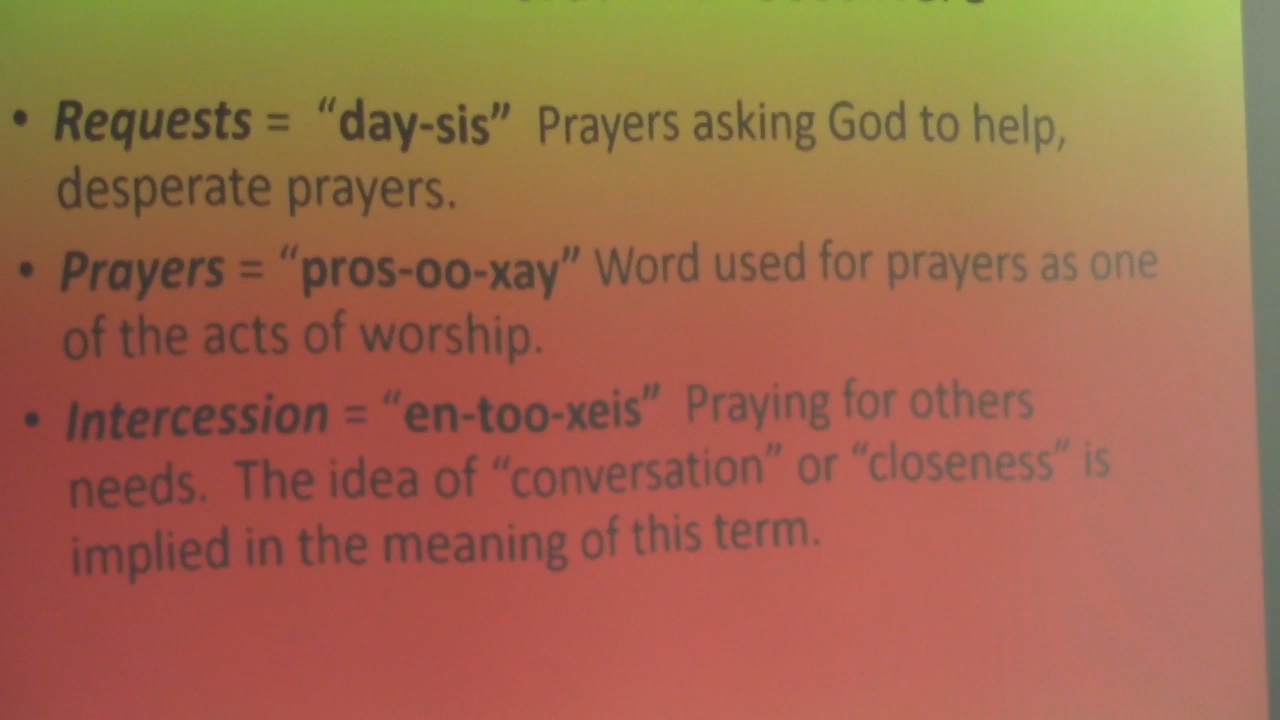 • Requests = “day-sis” Prayers asking God to help,
desperate prayers.
• Prayers = “pros-oo-xay” Word used for prayers as one
of the acts of worship.
• Intercession = “en-too-xeis” Praying for others
needs. The idea of “conversation” or “closeness” is
implied in the meaning of this term.